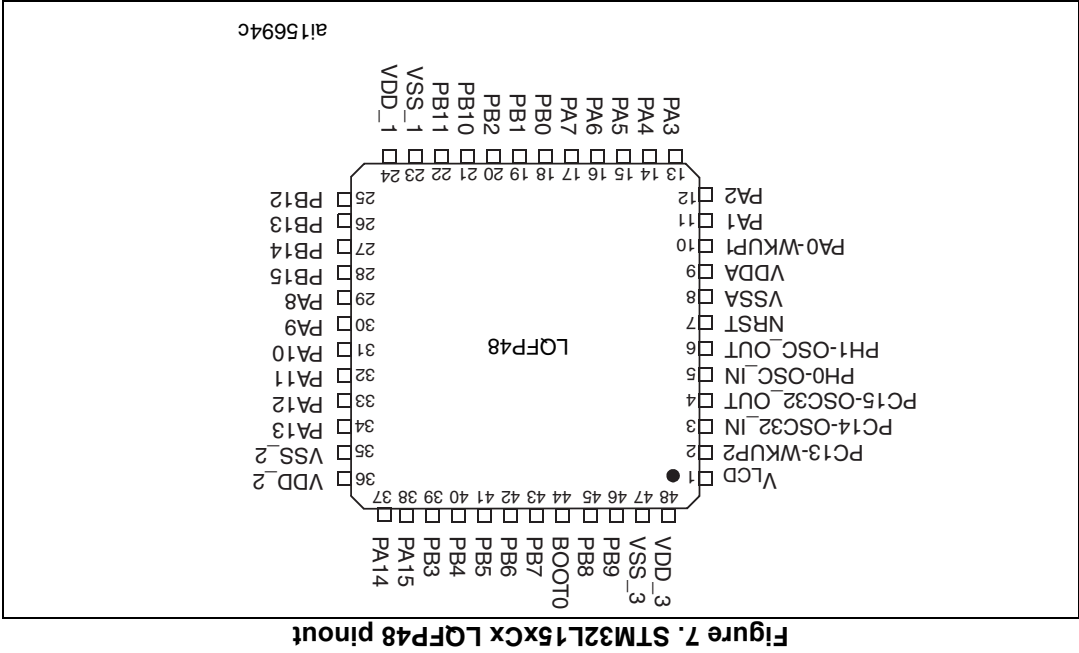 Figure 7. STM32L15xCx LQFP48 pinout
VDD_3
VSS_3
PB9
PB8
BOOT0
PB7
PB6
PB5
PB4
PB3
PA15
PA14
48 47 46 45 44 43 42 41 40 39 38 37
VLCD 1
PC13-WKUP2 2
PC14-OSC32_IN 3
PC15-OSC32_OUT 4
PH0-OSC_IN 5
PH1-OSC_OUT 6
NRST 7
VSSA 8
VDDA 9
PA0-WKUP1 10
PA1 11
PA2 12
LQFP48
36 VDD_2
35 VSS_2
34 PA13
33 PA12
32 PA11
31 PA10
30 PA9
29 PA8
28 PB15
27 PB14
26 PB13
25 PB12
13 14 15 16 17 18 19 20 21 22 23 24
PA3
PA4
PA5
PA6
PA7
PB0
PB1
PB2
PB10
PB11
VSS_1
VDD_1
ai15694c